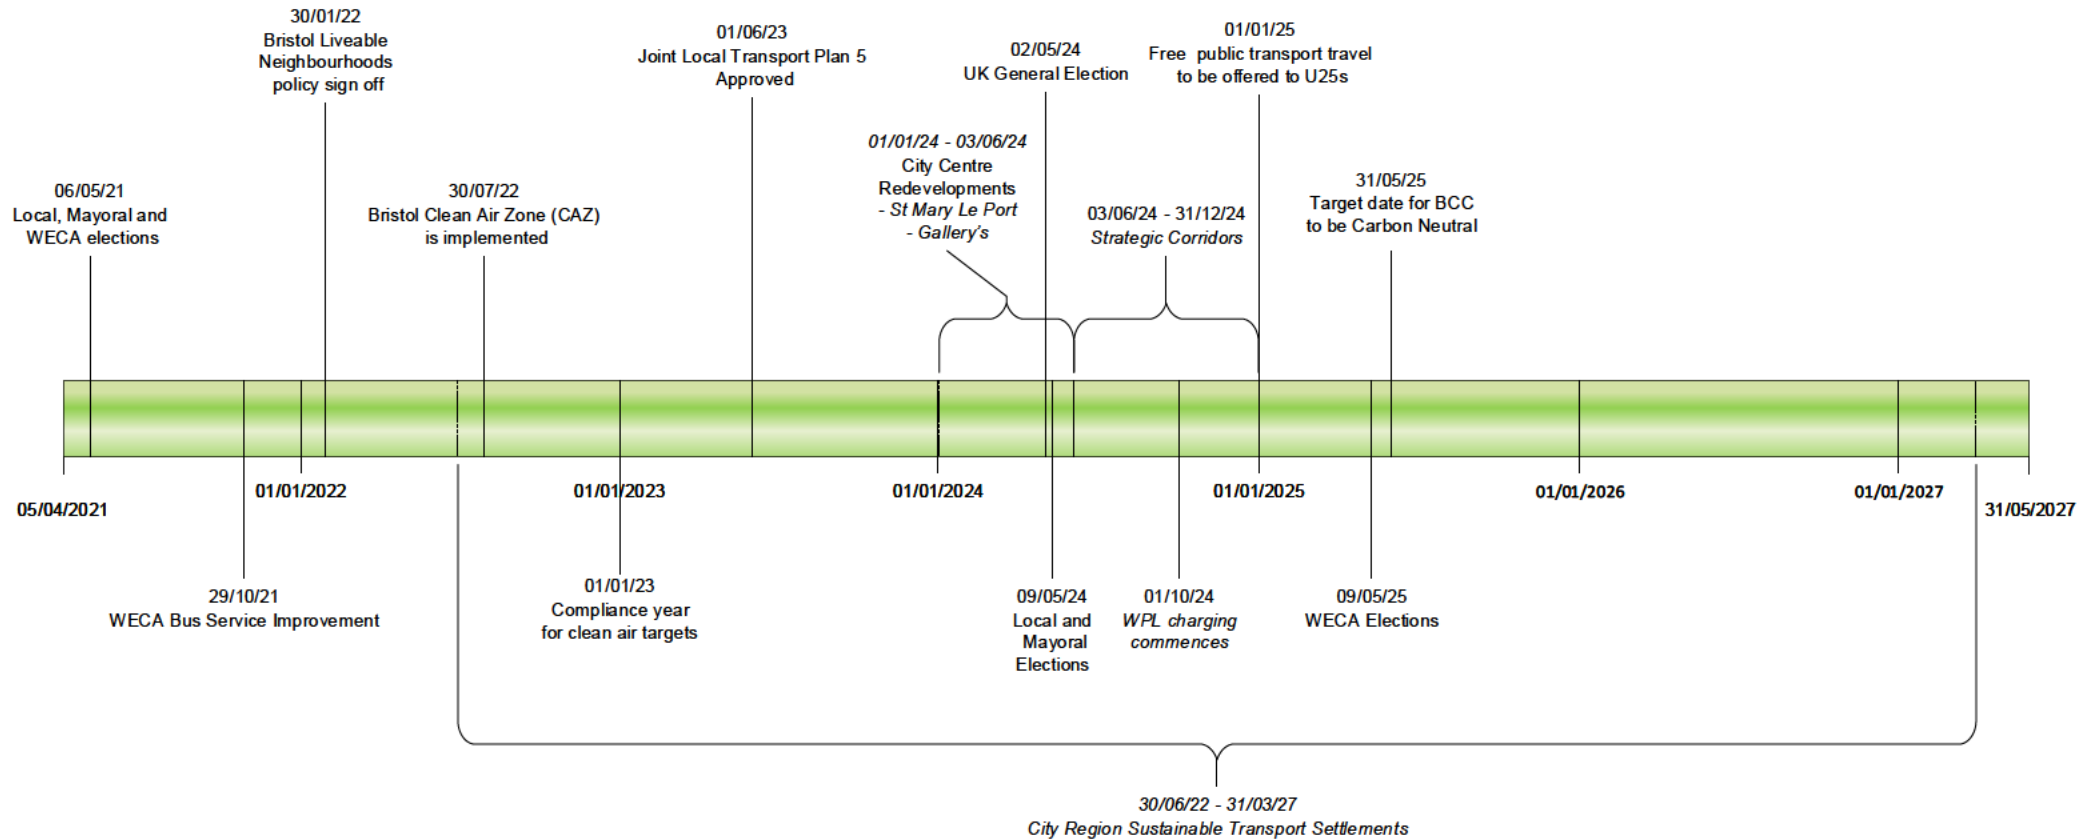 30/01/22
Bristol Liveable
Neighbourhoods
policy sign off
01/06/23
Joint Local Transport Plan 5
Approved
02/05/24
UK General Election
01/01/25
Free public transport travel
to be offered to U25s
01/01/24 - 03/06/24
City Centre
Redevelopments
- St Mary Le Port
- Gallery's
06/05/21
Local, Mayoral and
WECA elections
30/07/22
Bristol Clean Air Zone (CAZ)
is implemented
03/06/24 - 31/12/24
Strategic Corridors
31/05/25
Target date for BCC
to be Carbon Neutral
05/04/2021
01/01/2022
01/01/2023
01/01/2024
01/01/2025
01/01/2026
01/01/2027
31/05/2027
29/10/21
WECA Bus Service Improvement
01/01/23
Compliance year
for clean air targets
09/05/24
Local and
Mayoral
Elections
01/10/24
WPL charging
commences
09/05/25
WECA Elections
30/06/22 - 31/03/27
City Region Sustainable Transport Settlements